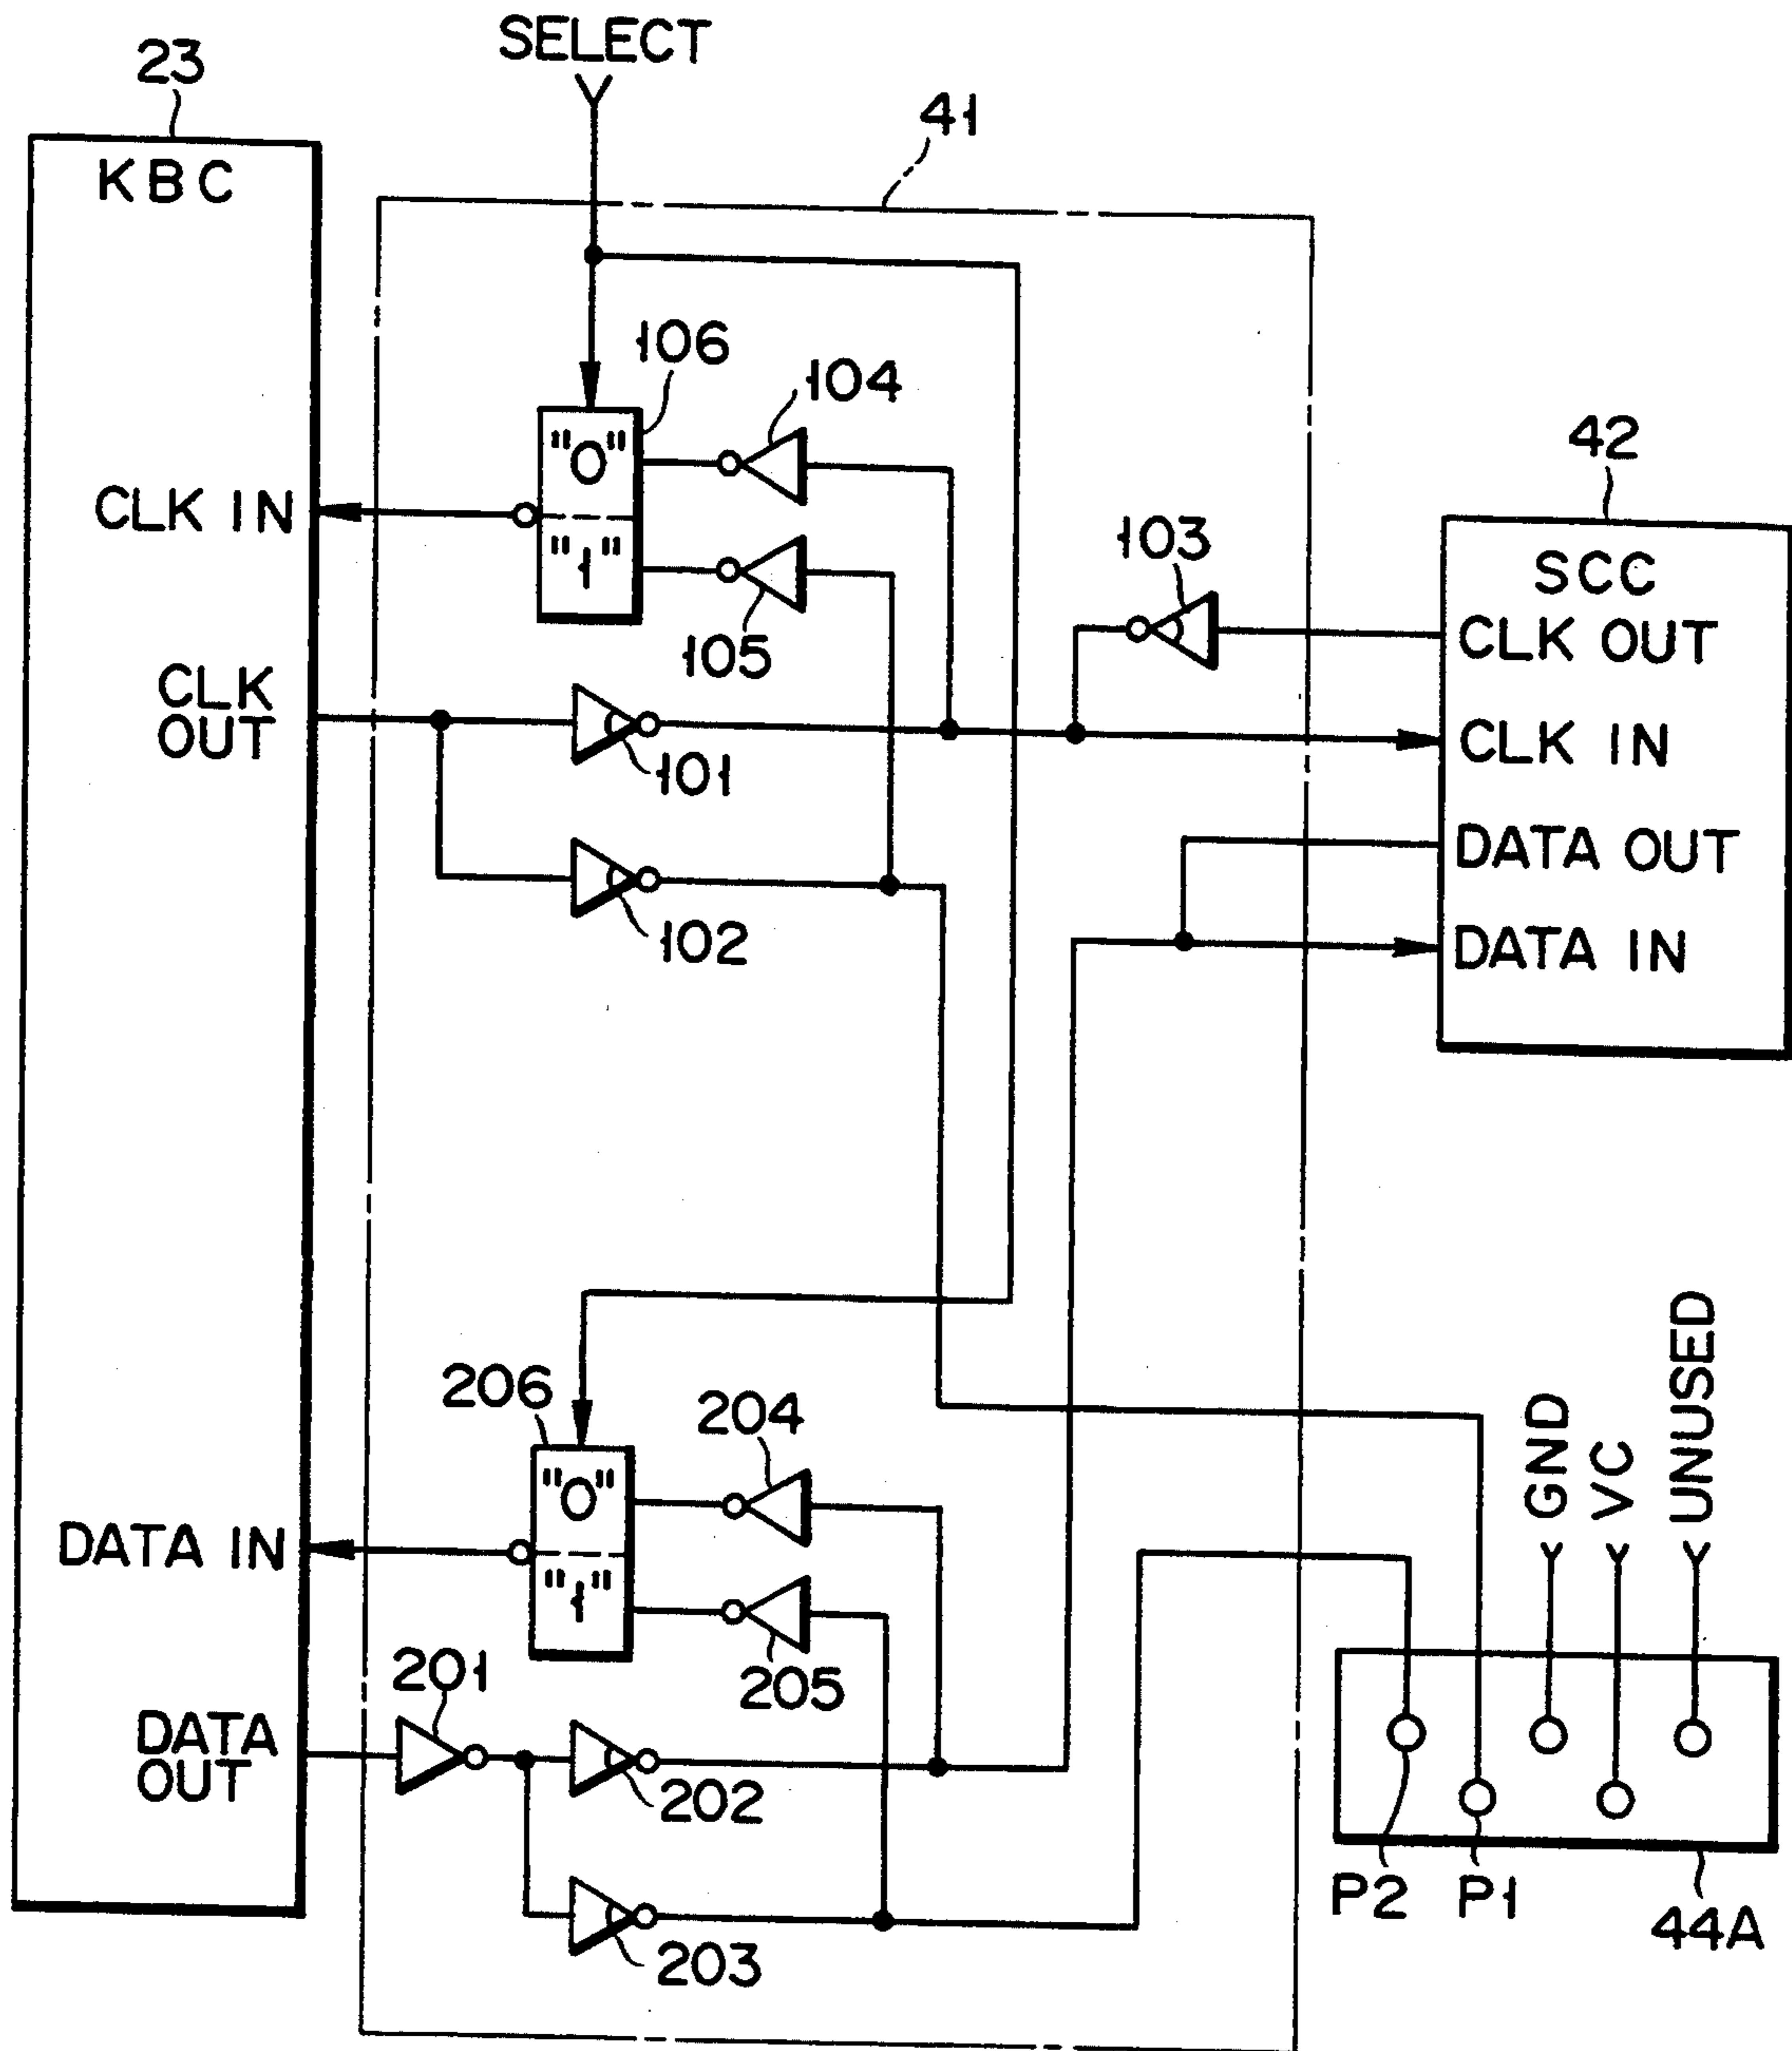 SELECT
23
41
KBC
106
104
"0"
42
CLK IN
103
"1"
SCC
105
CLK OUT
CLK
OUT
CLK IN
101
DATA OUT
102
DATA IN
GND
VC
UNUSED
206
204
"0"
DATA IN
"1"
201
205
DATA
OUT
202
P2
P1
44A
203